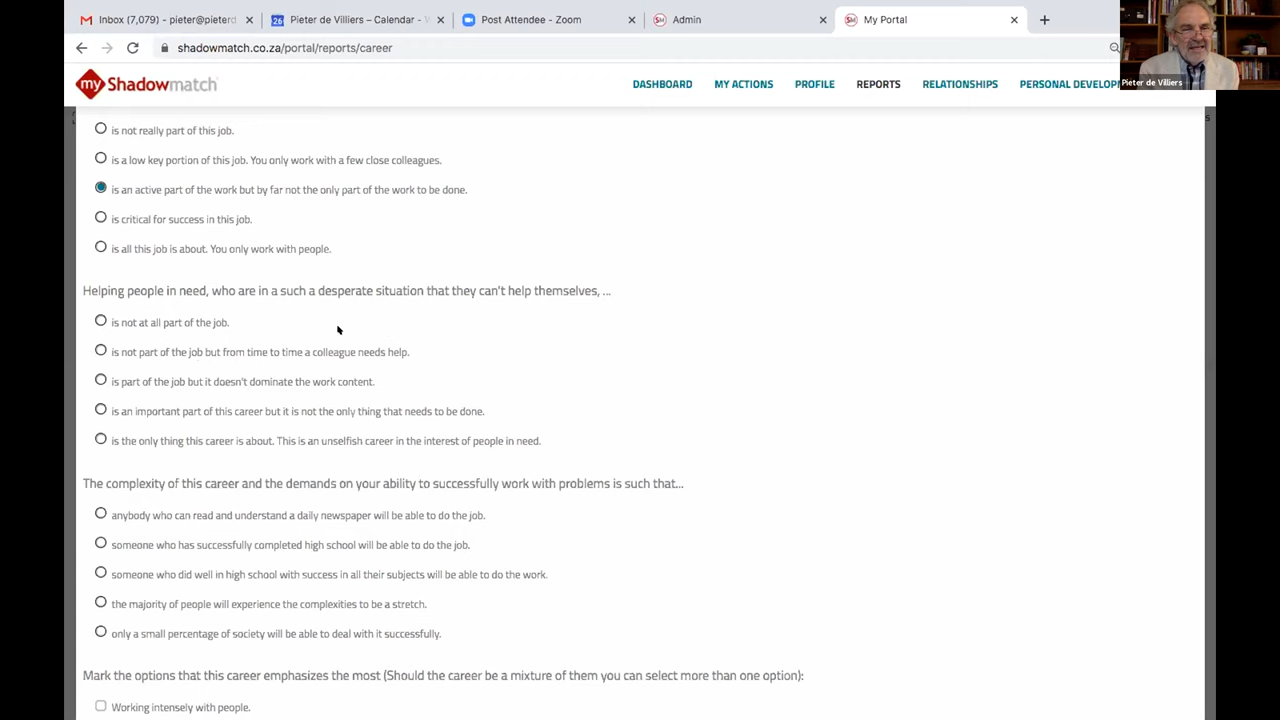 Inbox (7,079) - pieter@pieterd
Pieter de Villiers – Calendar - W
Post Attendee - Zoom
Admin
My Portal
shadowmatch.co.za/portal/reports/career
my Shadowmatch
DASHBOARD
MY ACTIONS
PROFILE
REPORTS
RELATIONSHIPS
PERSONAL DEVELOPM
Pieter de Villiers
is not really part of this job.
is a low key portion of this job. You only work with a few close colleagues.
is an active part of the work but by far not the only part of the work to be done.
is critical for success in this job.
is all this job is about. You only work with people.
Helping people in need, who are in a such a desperate situation that they can't help themselves, ...
is not at all part of the job.
is not part of the job but from time to time a colleague needs help.
is part of the job but it doesn't dominate the work content.
is an important part of this career but it is not the only thing that needs to be done.
is the only thing this career is about. This is an unselfish career in the interest of people in need.
The complexity of this career and the demands on your ability to successfully work with problems is such that...
anybody who can read and understand a daily newspaper will be able to do the job.
someone who has successfully completed high school will be able to do the job.
someone who did well in high school with success in all their subjects will be able to do the work.
the majority of people will experience the complexities to be a stretch.
only a small percentage of society will be able to deal with it successfully.
Mark the options that this career emphasizes the most (Should the career be a mixture of them you can select more than one option):
Working intensely with people.